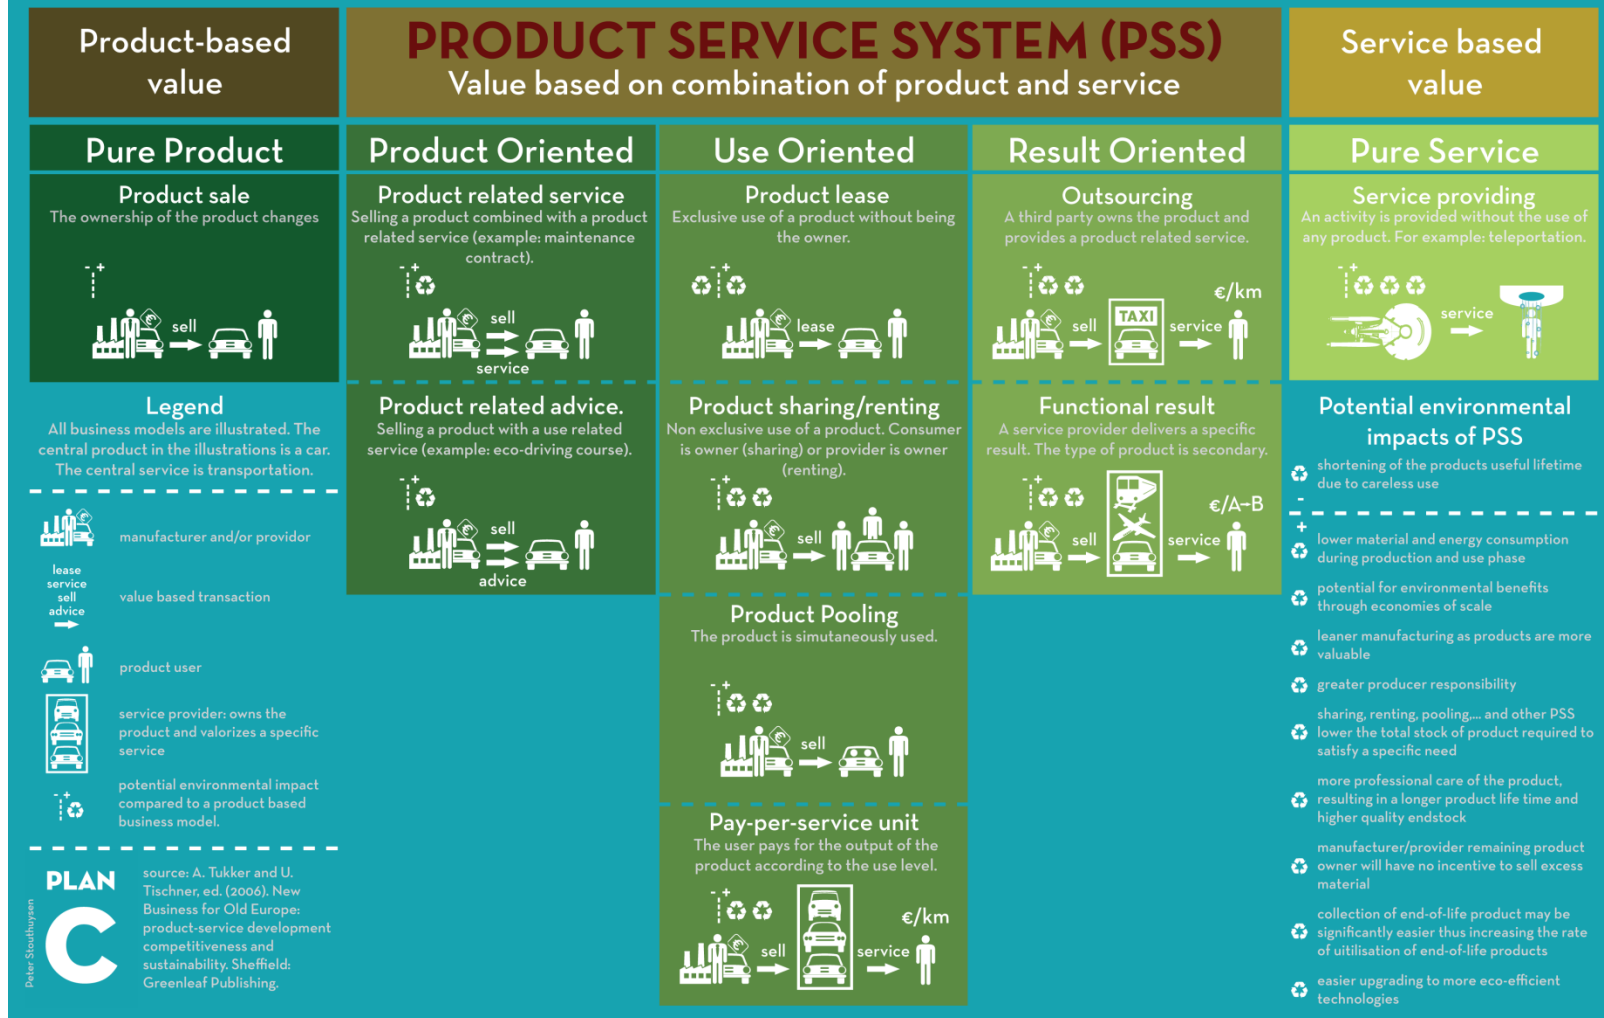 Product-based
value
PRODUCT SERVICE SYSTEM (PSS)
Value based on combination of product and service
Service based
value
Pure Product
Product sale
The ownership of the product changes
- +
sell
Product Oriented
Product related service
Selling a product combined with a product
related service (example: maintenance
contract).
- +
sell
service
Product related advice.
Selling a product with a use related
service (example: eco-driving course).
- +
sell
advice
Use Oriented
Product lease
Exclusive use of a product without being
the owner.
- +
lease
Product sharing/renting
Non exclusive use of a product. Consumer
is owner (sharing) or provider is owner
(renting).
- +
sell
Product Pooling
The product is simutaneously used.
- +
sell
Pay-per-service unit
The user pays for the output of the
product according to the use level.
- +
€/km
sell
service
Result Oriented
Outsourcing
A third party owns the product and
provides a product related service.
- +
€/km
TAXI
sell
service
Functional result
A service provider delivers a specific
result. The type of product is secondary.
- +
€/A→B
sell
service
Pure Service
Service providing
An activity is provided without the use of
any product. For example: teleportation.
- +
service
Legend
All business models are illustrated. The
central product in the illustrations is a car.
The central service is transportation.
manufacturer and/or providor
lease
service
sell
advice
value based transaction
product user
service provider: owns the
product and valorizes a specific
service
- +
potential environmental impact
compared to a product based
business model.
PLAN
C
Peter Stouthuysen
source: A. Tukker and U.
Tischner, ed. (2006). New
Business for Old Europe:
product-service development
competitiveness and
sustainability. Sheffield:
Greenleaf Publishing.
Potential environmental
impacts of PSS
shortening of the products useful lifetime
due to careless use
-
+
lower material and energy consumption
during production and use phase
potential for environmental benefits
through economies of scale
leaner manufacturing as products are more
valuable
greater producer responsibility
sharing, renting, pooling,... and other PSS
lower the total stock of product required to
satisfy a specific need
more professional care of the product,
resulting in a longer product life time and
higher quality endstock
manufacturer/provider remaining product
owner will have no incentive to sell excess
material
collection of end-of-life product may be
significantly easier thus increasing the rate
of uitilisation of end-of-life products
easier upgrading to more eco-efficient
technologies